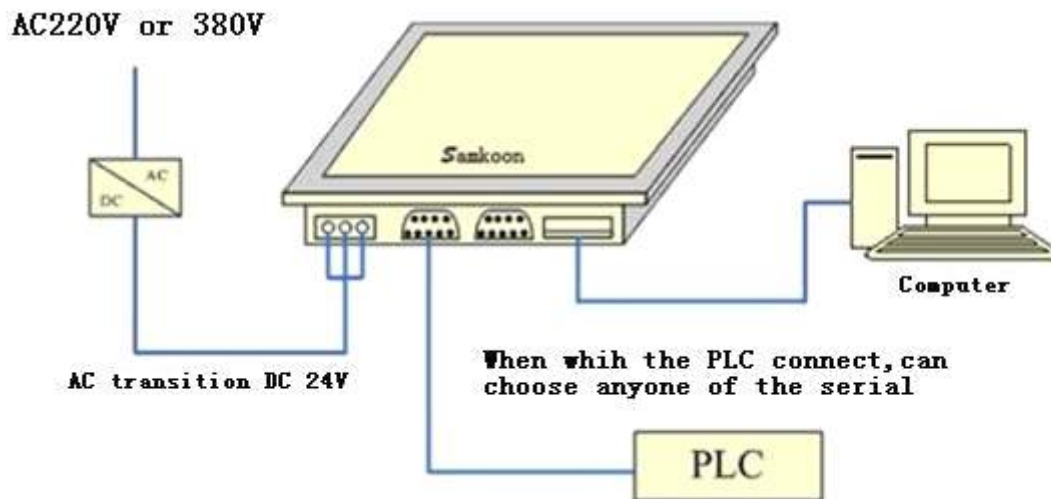 AC220V or 380V
Samkoon
AC
DC
Computer
When whih the PLC connect,can
choose anyone of the serial
AC transition DC 24V
PLC